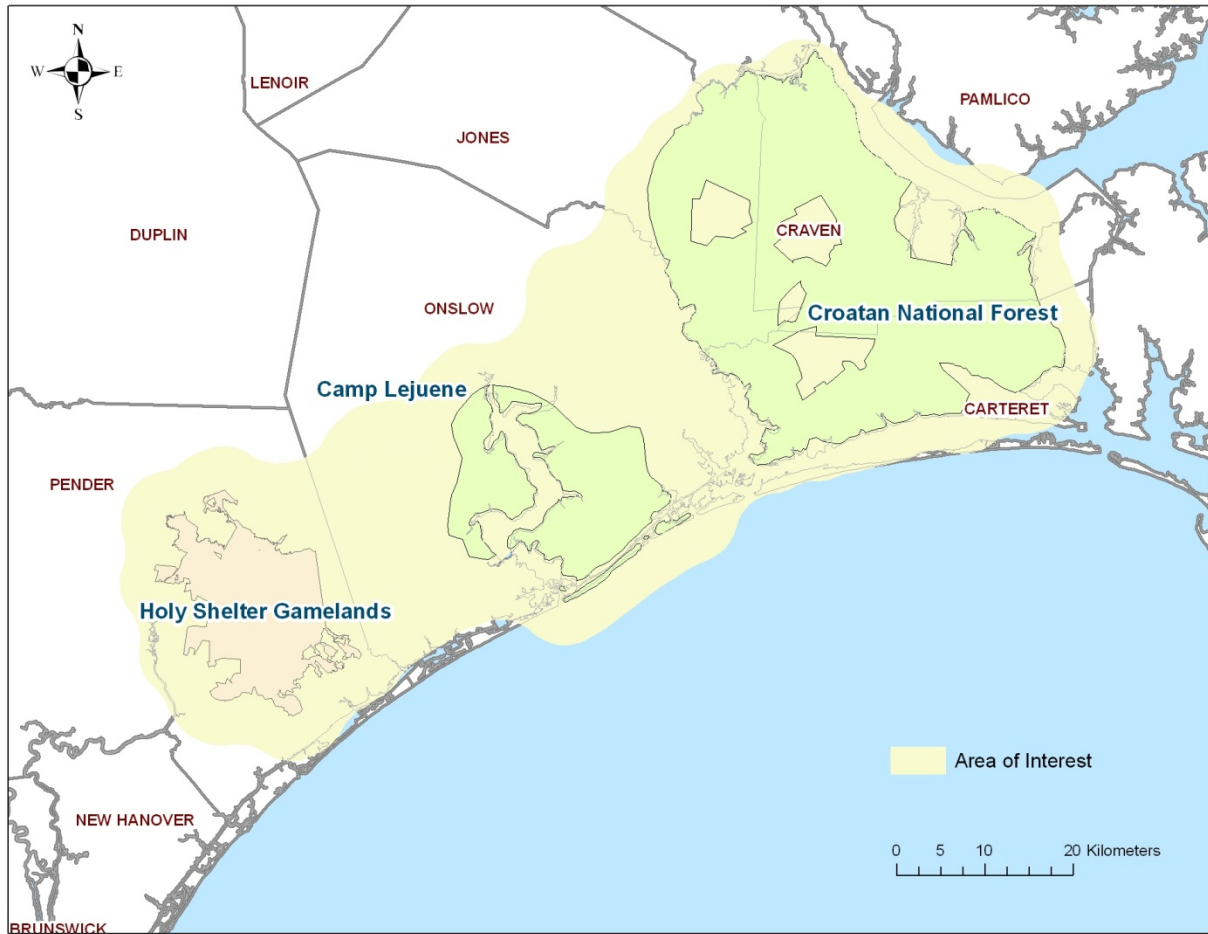 N
W E
S
LENOIR
PAMLICO
JONES
DUPLIN
CRAVEN
ONSLOW
Croatan National Forest
Camp Lejuene
CARTERET
PENDER
Holy Shelter Gamelands
Area of Interest
NEW HANOVER
0 5 10 20 Kilometers
BRUNSWICK